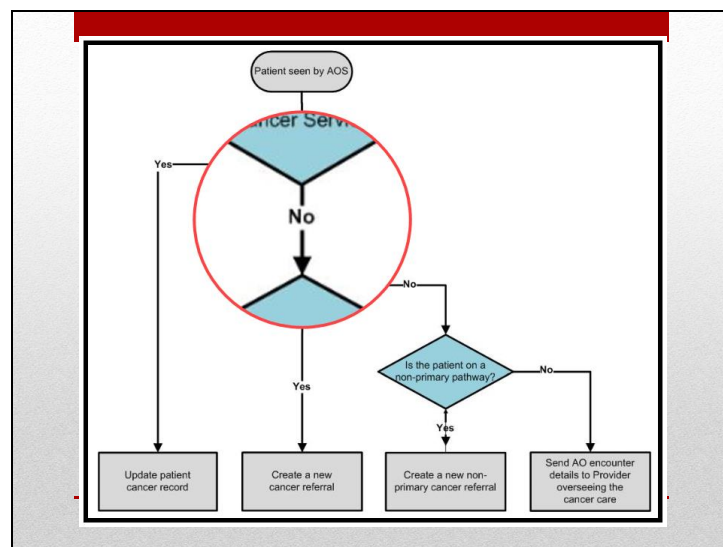 Patient seen by AOS
Yes
No
No
Is the patient on a
non-primary pathway?
No
Yes
Yes
Update patient
cancer record
Create a new
cancer referral
Create a new non-
primary cancer referral
Send AO encounter
details to Provider
overseeing the
cancer care